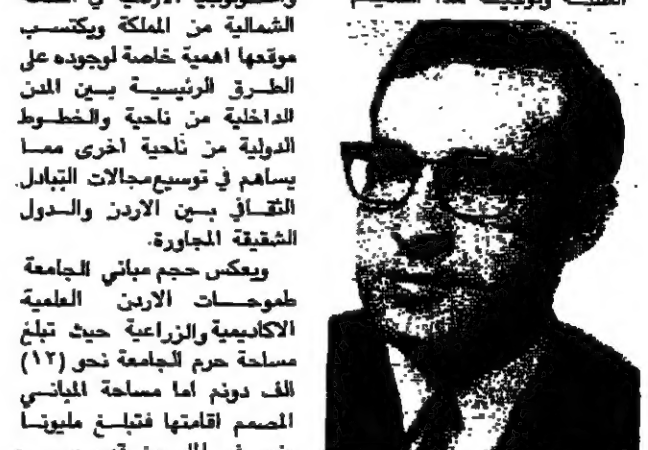 الشمالية من المملكة ويكتسب
موقعها اهمية خاصة لوجوده على
الطرق الرئيسية بين المدن
الداخلية من ناحية والخطوط
الدولية من ناحية اخرى مما
يساهم في توسيع مجالات التبادل
الثقافي بين الاردن والدول
الشقيقة المجاورة.
ويعكس حجم مباني الجامعة
طموحات الاردن العلمية
الاكاديمية والزراعية حيث تبلغ
مساحة حرم الجامعة نحو (١٢)
الف دونم اما مساحة المباني
المصمم اقامتها فتبلغ مليونا